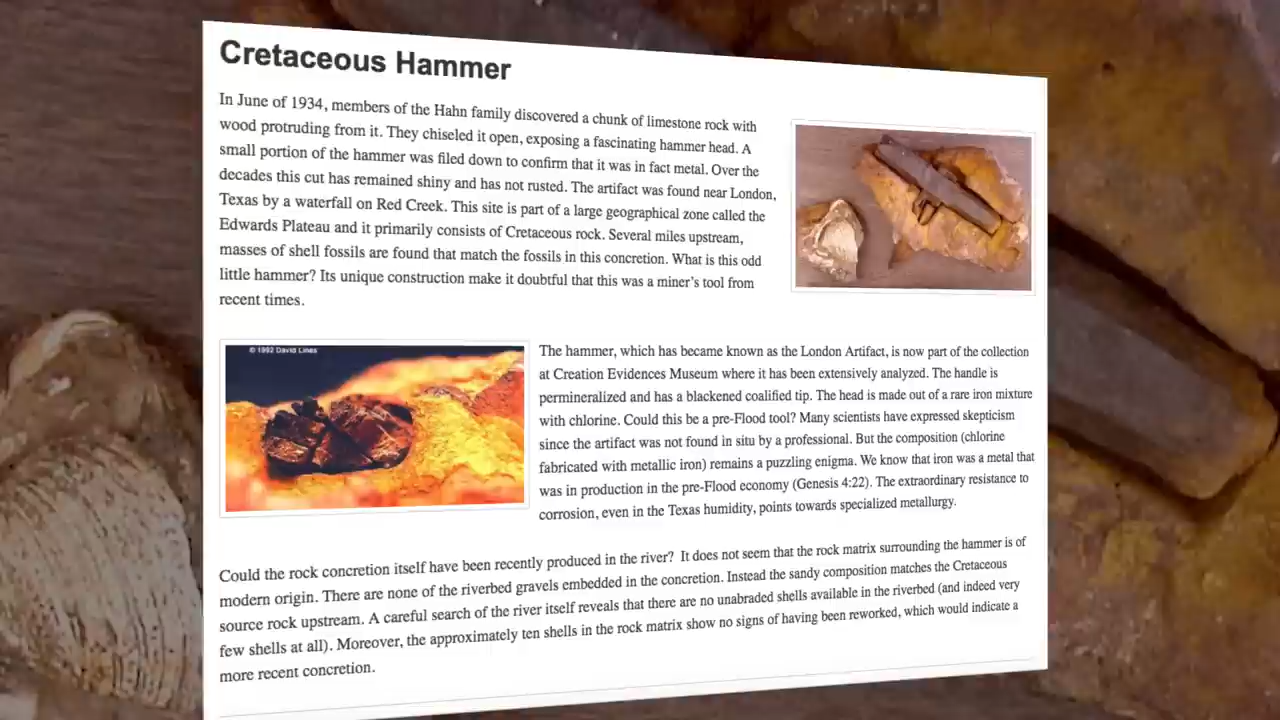 Cretaceous Hammer
In June of 1934, members of the Hahn family discovered a chunk of limestone rock with
wood protruding from it. They chiseled it open, exposing a fascinating hammer head. A
small portion of the hammer was filed down to confirm that it was in fact metal. Over the
decades this cut has remained shiny and has not rusted. The artifact was found near London,
Texas by a waterfall on Red Creek. This site is part of a large geographical zone called the
Edwards Plateau and it primarily consists of Cretaceous rock. Several miles upstream,
masses of shell fossils are found that match the fossils in this concretion. What is this odd
little hammer? Its unique construction make it doubtful that this was a miner's tool from
recent times.
© 1992 David Lines
The hammer, which has became known as the London Artifact, is now part of the collection
at Creation Evidences Museum where it has been extensively analyzed. The handle is
permineralized and has a blackened coalified tip. The head is made out of a rare iron mixture
with chlorine. Could this be a pre-Flood tool? Many scientists have expressed skepticism
since the artifact was not found in situ by a professional. But the composition (chlorine
fabricated with metallic iron) remains a puzzling enigma. We know that iron was a metal that
was in production in the pre-Flood economy (Genesis 4:22). The extraordinary resistance to
corrosion, even in the Texas humidity, points towards specialized metallurgy.
Could the rock concretion itself have been recently produced in the river? It does not seem that the rock matrix surrounding the hammer is of
modern origin. There are none of the riverbed gravels embedded in the concretion. Instead the sandy composition matches the Cretaceous
source rock upstream. A careful search of the river itself reveals that there are no unabraded shells available in the riverbed (and indeed very
few shells at all). Moreover, the approximately ten shells in the rock matrix show no signs of having been reworked, which would indicate a
more recent concretion.